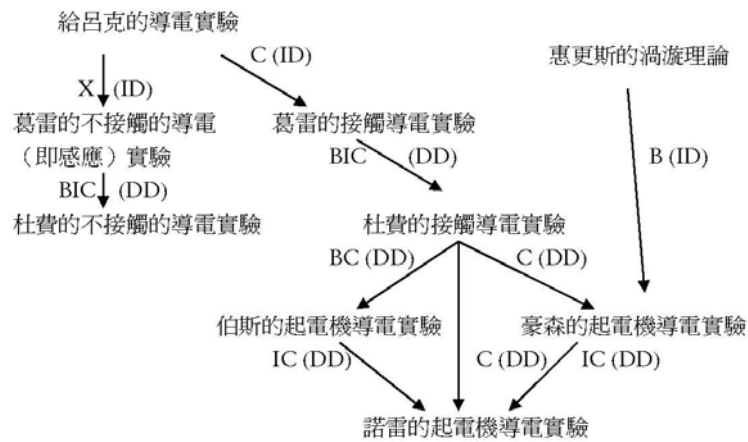 給呂克的導電實驗
C (ID)
惠更斯的渦漩理論
X (ID)
葛雷的不接觸的導電
（即感應）實驗
葛雷的接觸導電實驗
BIC (DD)
B (ID)
BIC (DD)
杜費的不接觸的導電實驗
杜費的接觸導電實驗
BC (DD)
C (DD)
伯斯的起電機導電實驗
豪森的起電機導電實驗
IC (DD)
C (DD)
IC (DD)
諾雷的起電機導電實驗